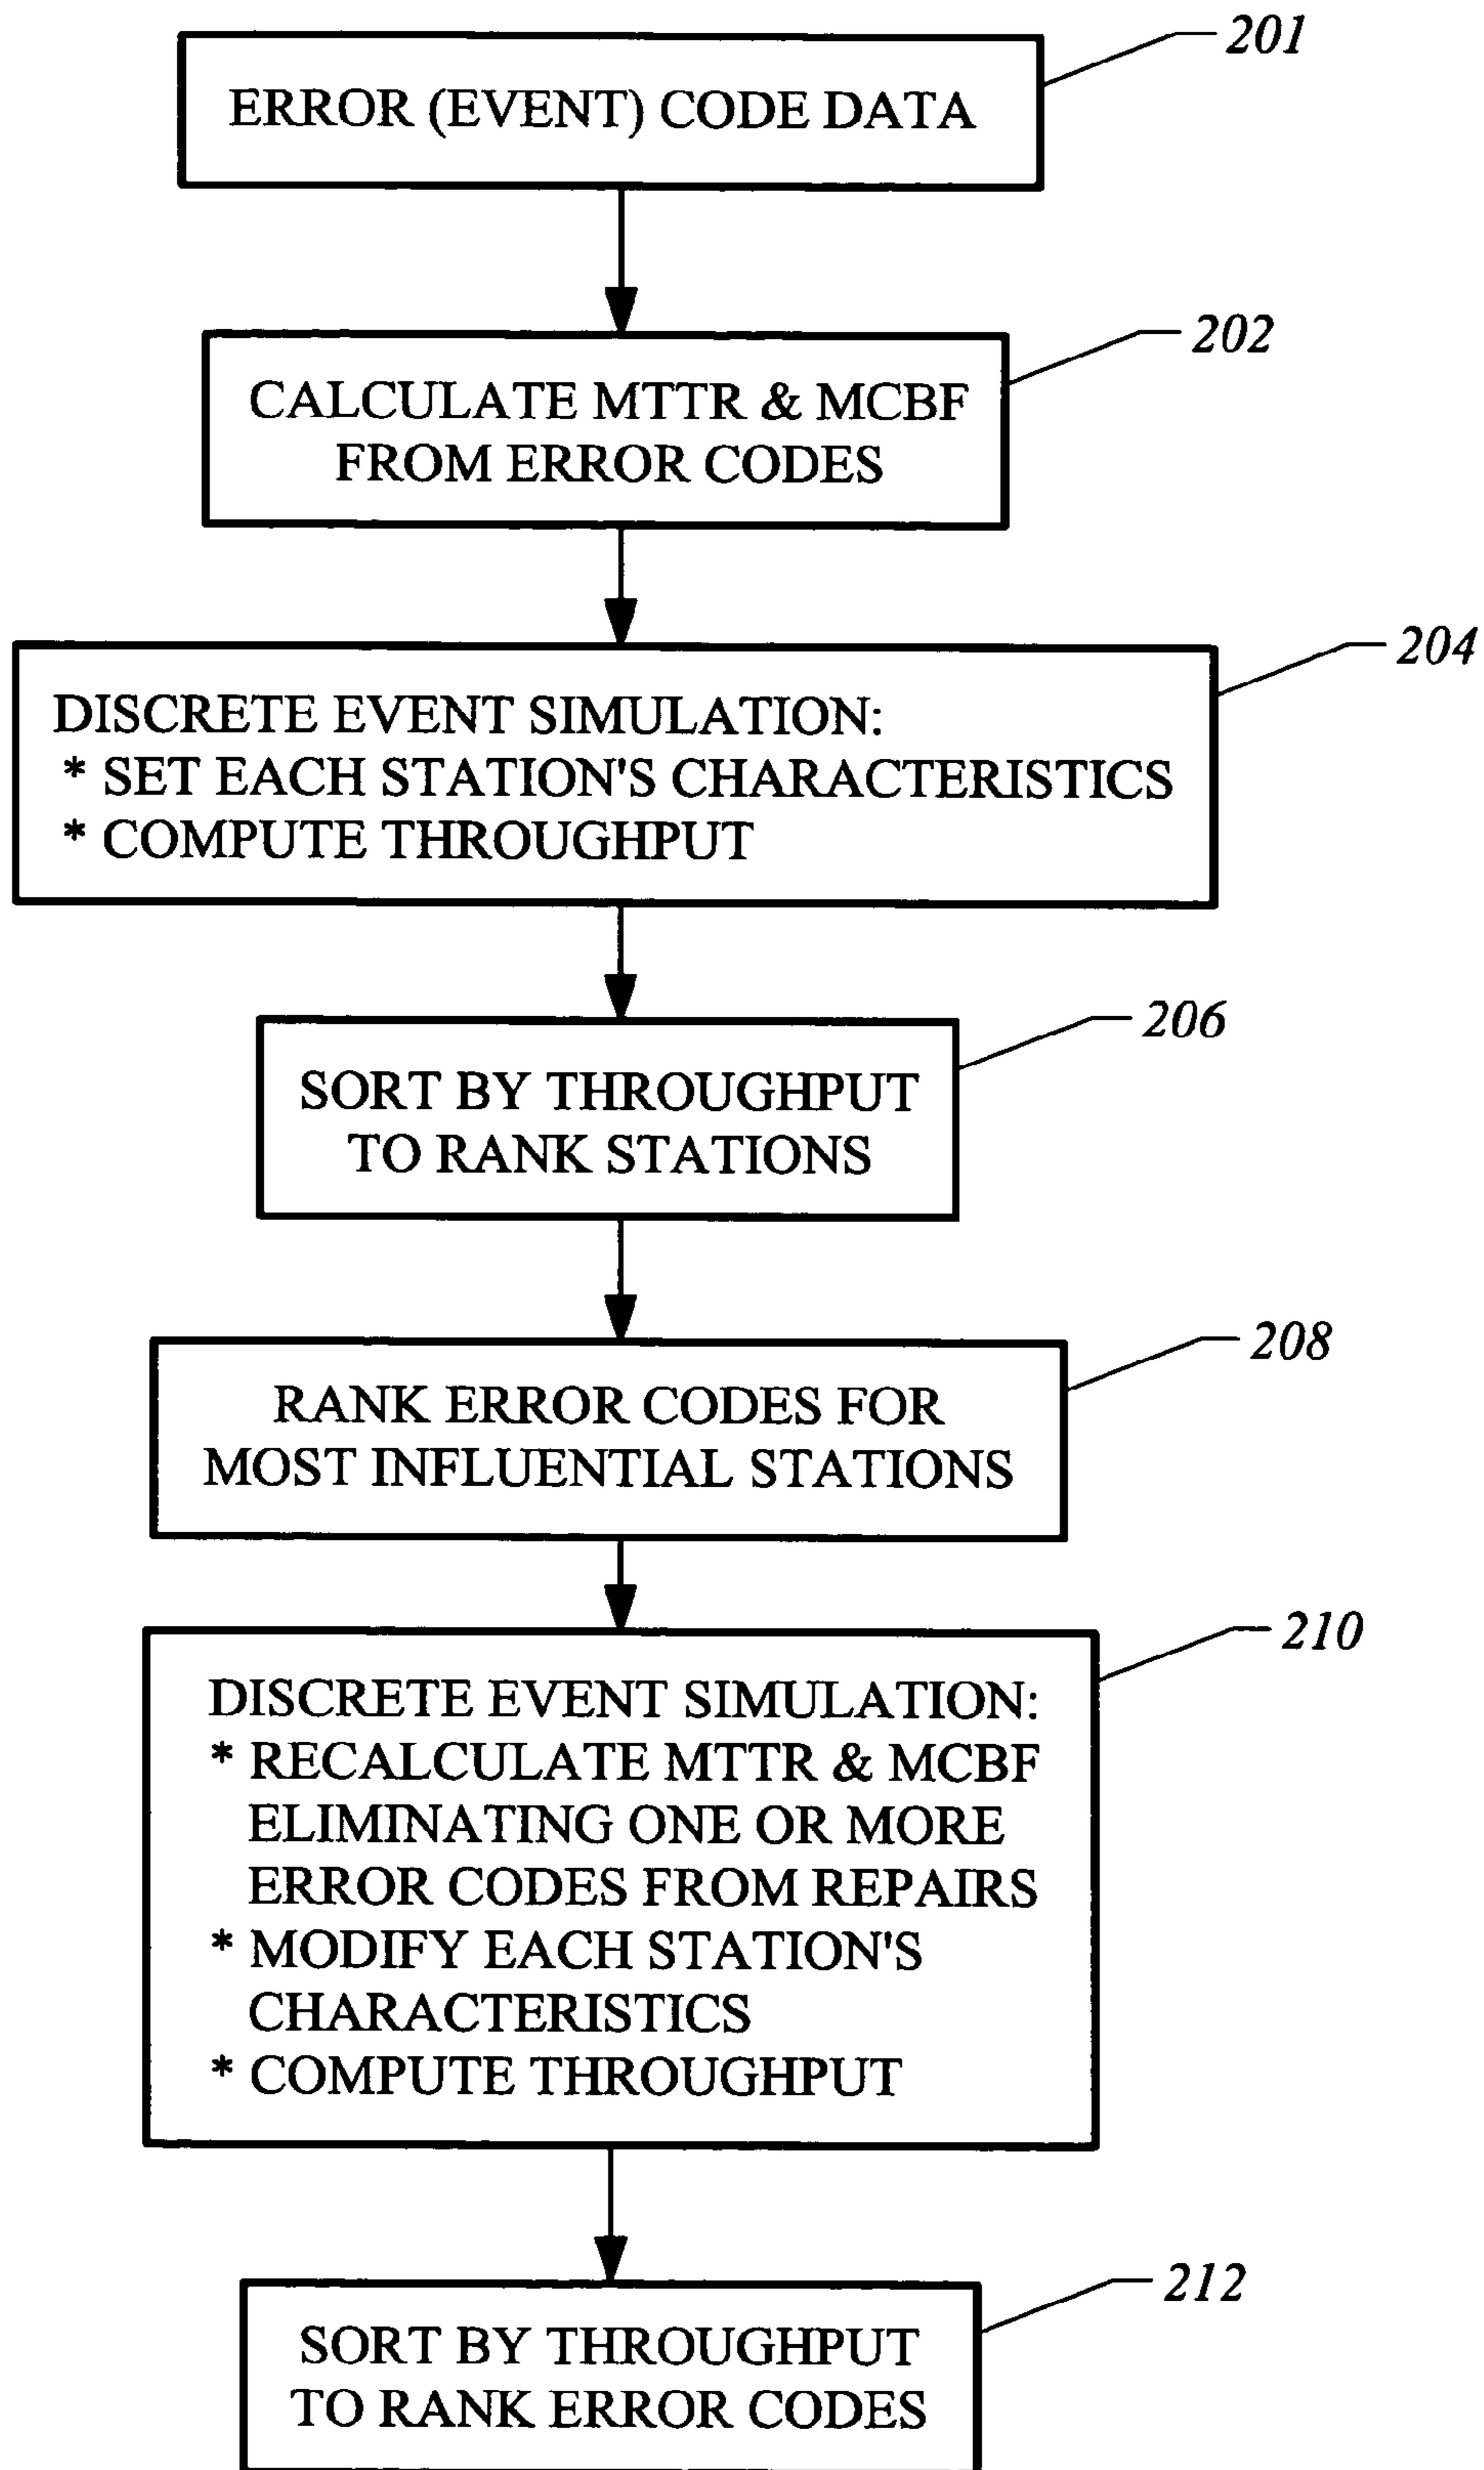 201
ERROR (EVENT) CODE DATA
202
CALCULATE MTTR & MCBF
FROM ERROR CODES
204
DISCRETE EVENT SIMULATION:
* SET EACH STATION'S CHARACTERISTICS
* COMPUTE THROUGHPUT
206
SORT BY THROUGHPUT
TO RANK STATIONS
208
RANK ERROR CODES FOR
MOST INFLUENTIAL STATIONS
210
DISCRETE EVENT SIMULATION:
* RECALCULATE MTTR & MCBF
ELIMINATING ONE OR MORE
ERROR CODES FROM REPAIRS
* MODIFY EACH STATION'S
CHARACTERISTICS
* COMPUTE THROUGHPUT
212
SORT BY THROUGHPUT
TO RANK ERROR CODES